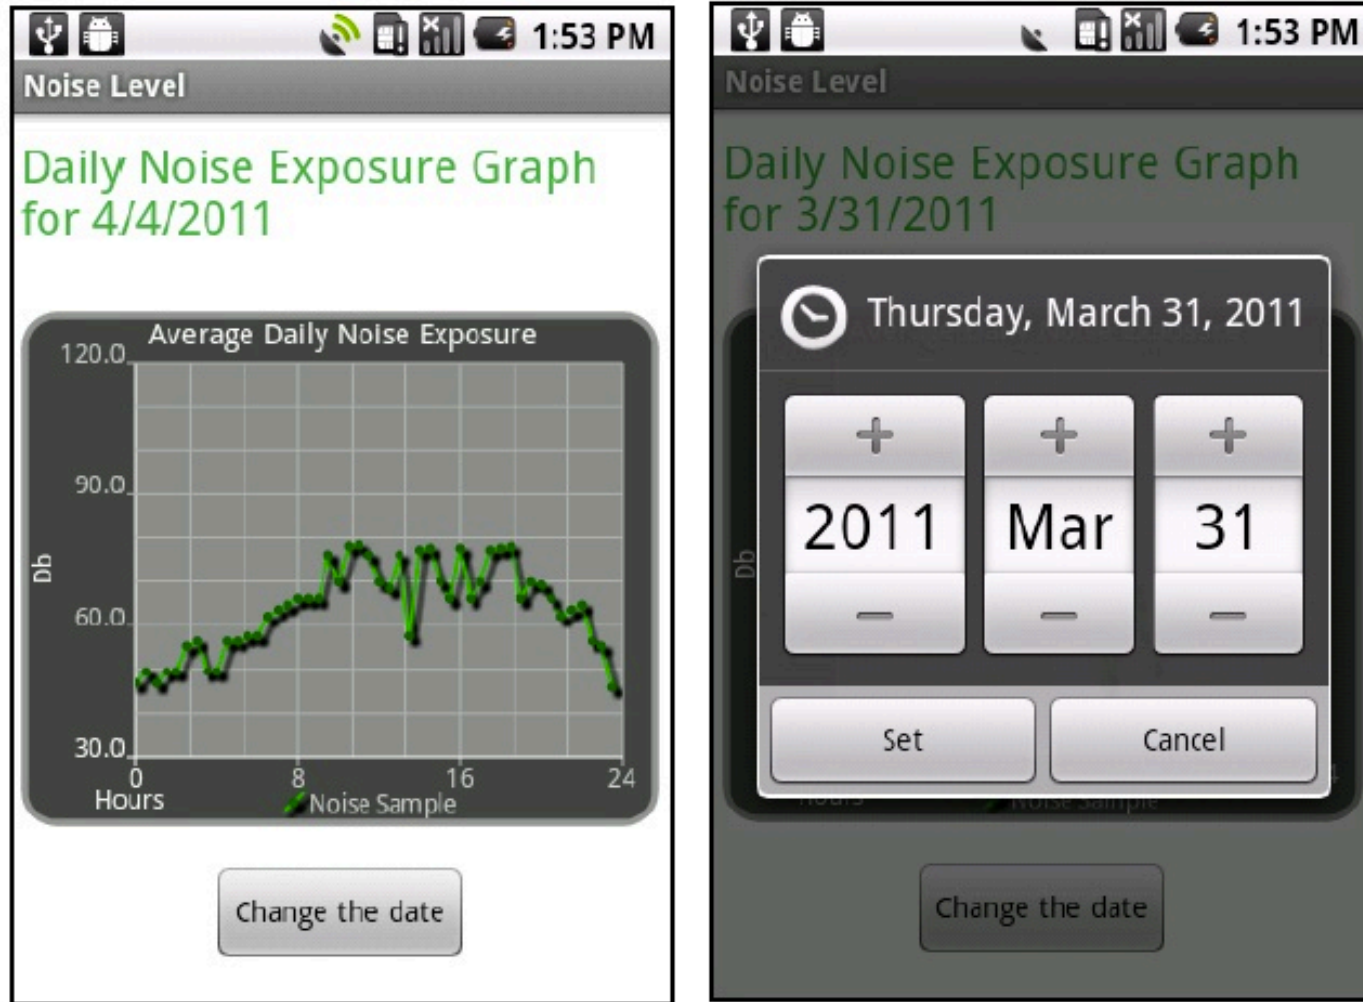 1:53 PM
Noise Level
Daily Noise Exposure Graph
for 4/4/2011
Average Daily Noise Exposure
120.0
90.0
Db
60.0
30.0
0
8
16
24
Hours
Noise Sample
Change the date
1:53 PM
Noise Level
Daily Noise Exposure Graph
for 3/31/2011
Thursday, March 31, 2011
+
+
+
Db
2011
Mar
31
−
−
−
Set
Cancel
Hours
Noise Sample
Change the date